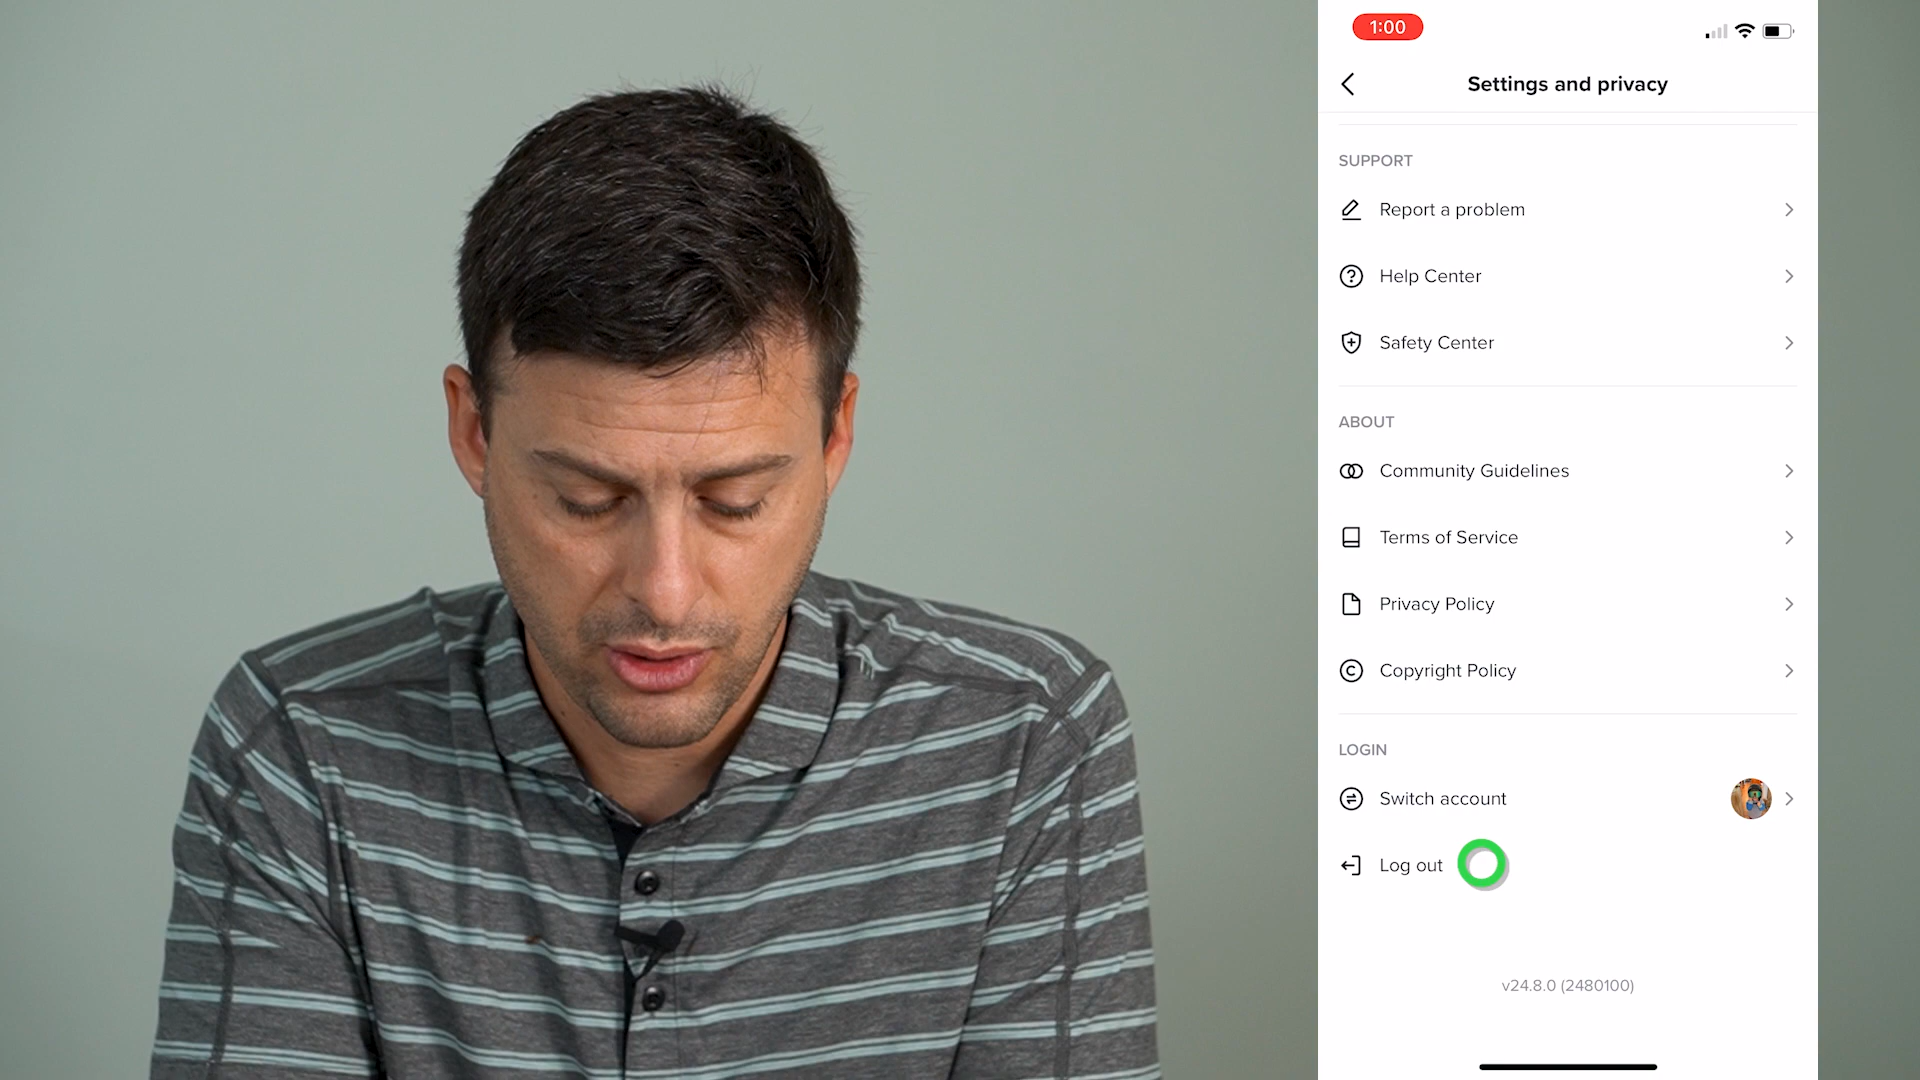 1:00
Settings and privacy
SUPPORT
Report a problem
Help Center
Safety Center
ABOUT
Community Guidelines
Terms of Service
Privacy Policy
Copyright Policy
LOGIN
Switch account
Log out
v24.8.0 (2480100)